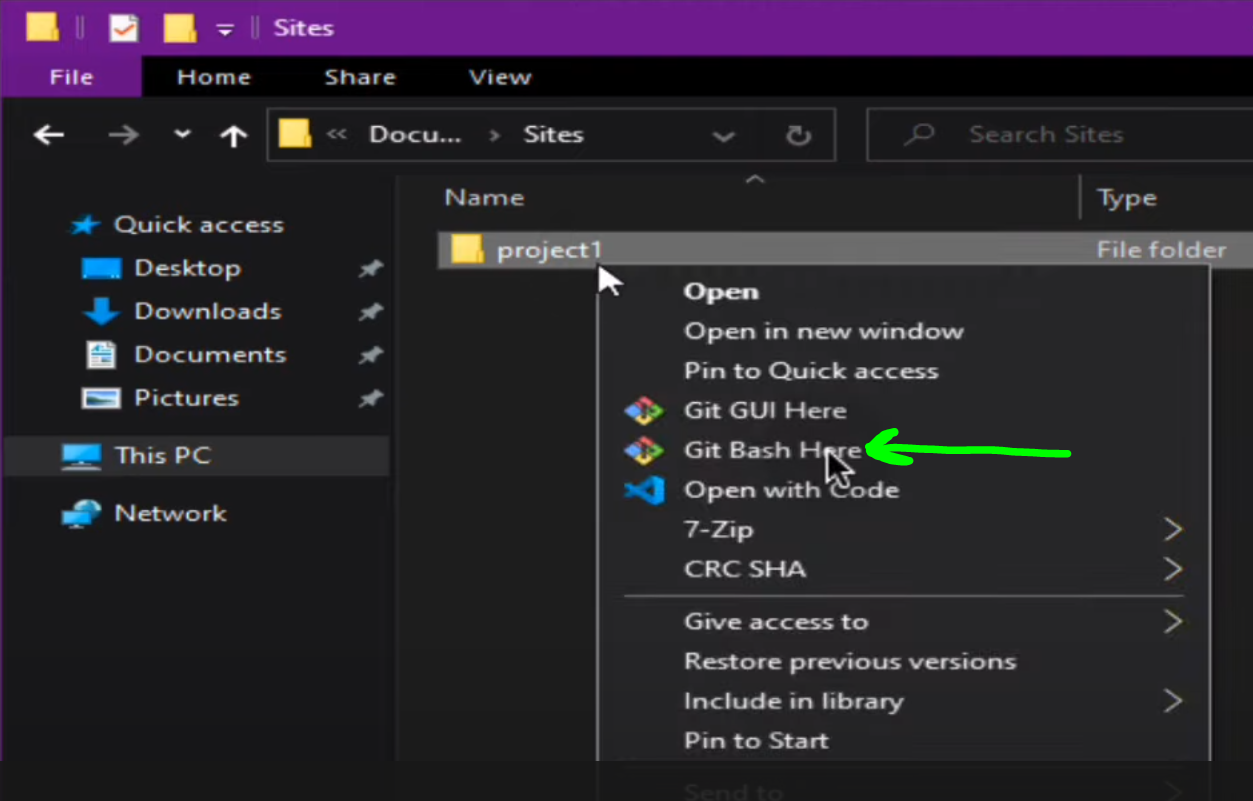 Sites
File Home Share View
« Docu... > Sites Search Sites
Name Type
Quick access
project1 File folder
Desktop
Open
Downloads
Open in new window
Documents
Pin to Quick access
Pictures
Git GUI Here
This PC
Git Bash Here
Open with Code
Network
7-Zip
CRC SHA
Give access to
Restore previous versions
Include in library
Pin to Start
Send to